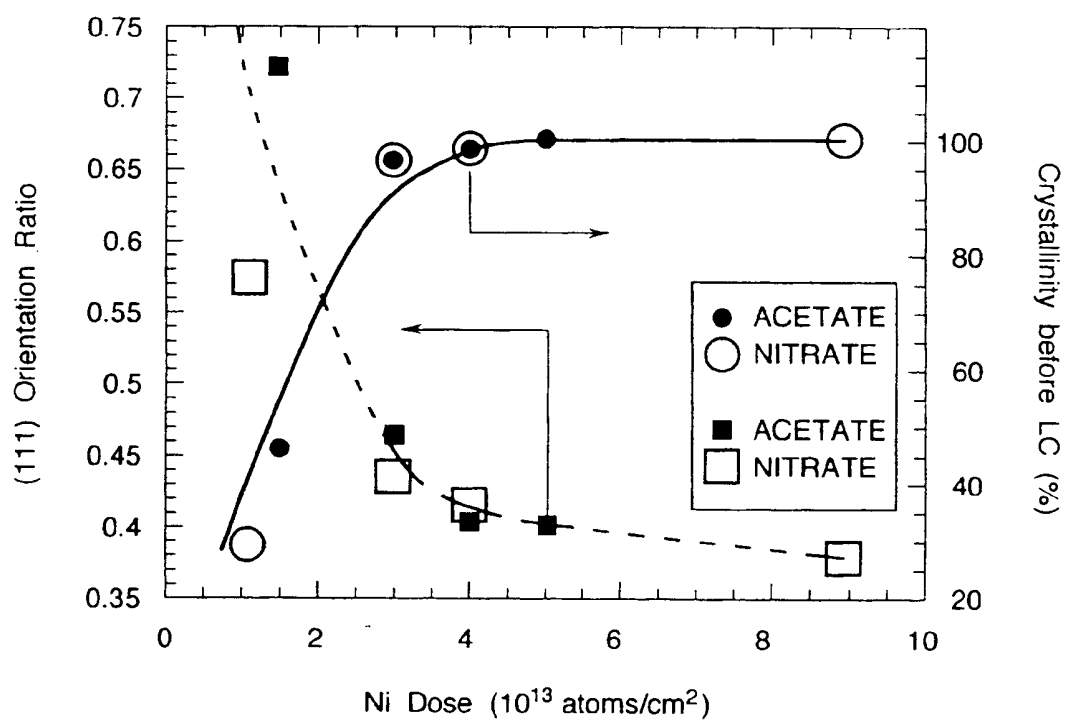 0.75
0.7
0.65
0.6
0.55
0.5
0.45
0.4
0.35
(111) Orientation Ratio
100
80
60
40
20
Crystallinity before LC (%)
ACETATE
NITRATE
ACETATE
NITRATE
0 2 4 6 8 10
Ni Dose (10¹³ atoms/cm²)